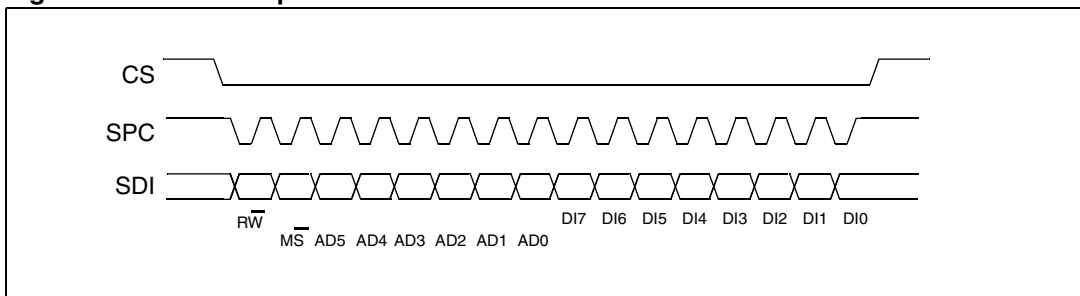 CS
SPC
SDI
RW
DI7 DI6 DI5 DI4 DI3 DI2 DI1 DI0
MS AD5 AD4 AD3 AD2 AD1 AD0